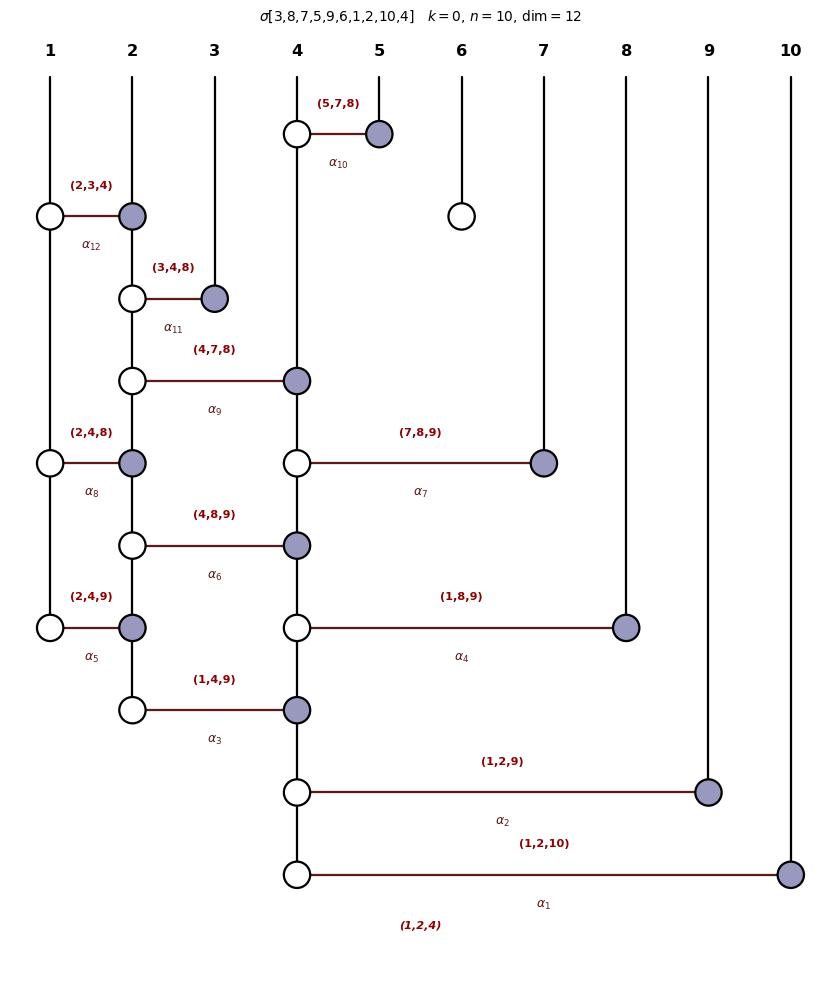 σ[3,8,7,5,9,6,1,2,10,4] k=0, n=10, dim=12
1 2 3 4 5 6 7 8 9 10
(5,7,8)
α₁₀
(2,3,4)
α₁₂
(3,4,8)
α₁₁
(4,7,8)
α₉
(2,4,8) (7,8,9)
α₈ α₇
(4,8,9)
α₆
(2,4,9) (1,8,9)
α₅ α₄
(1,4,9)
α₃
(1,2,9)
α₂
(1,2,10)
α₁
(1,2,4)